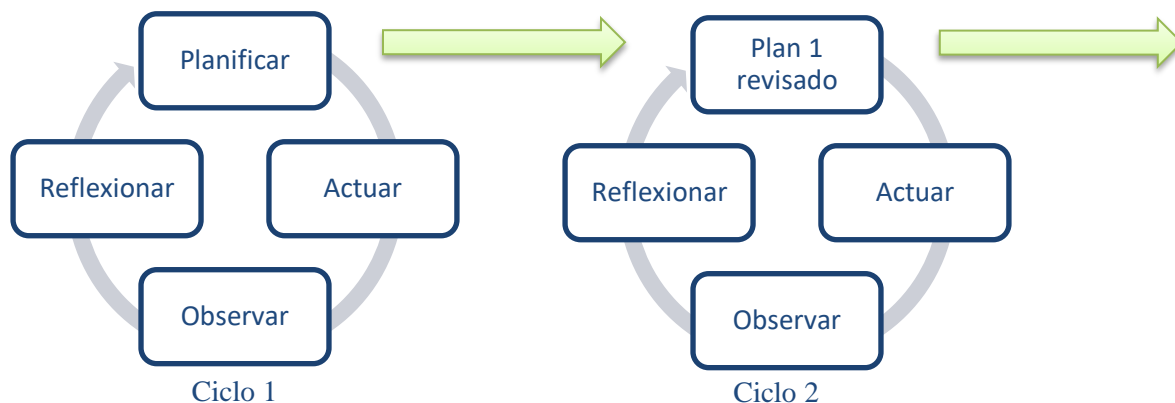 Planificar
Reflexionar
Actuar
Observar
Ciclo 1
Plan 1
revisado
Reflexionar
Actuar
Observar
Ciclo 2